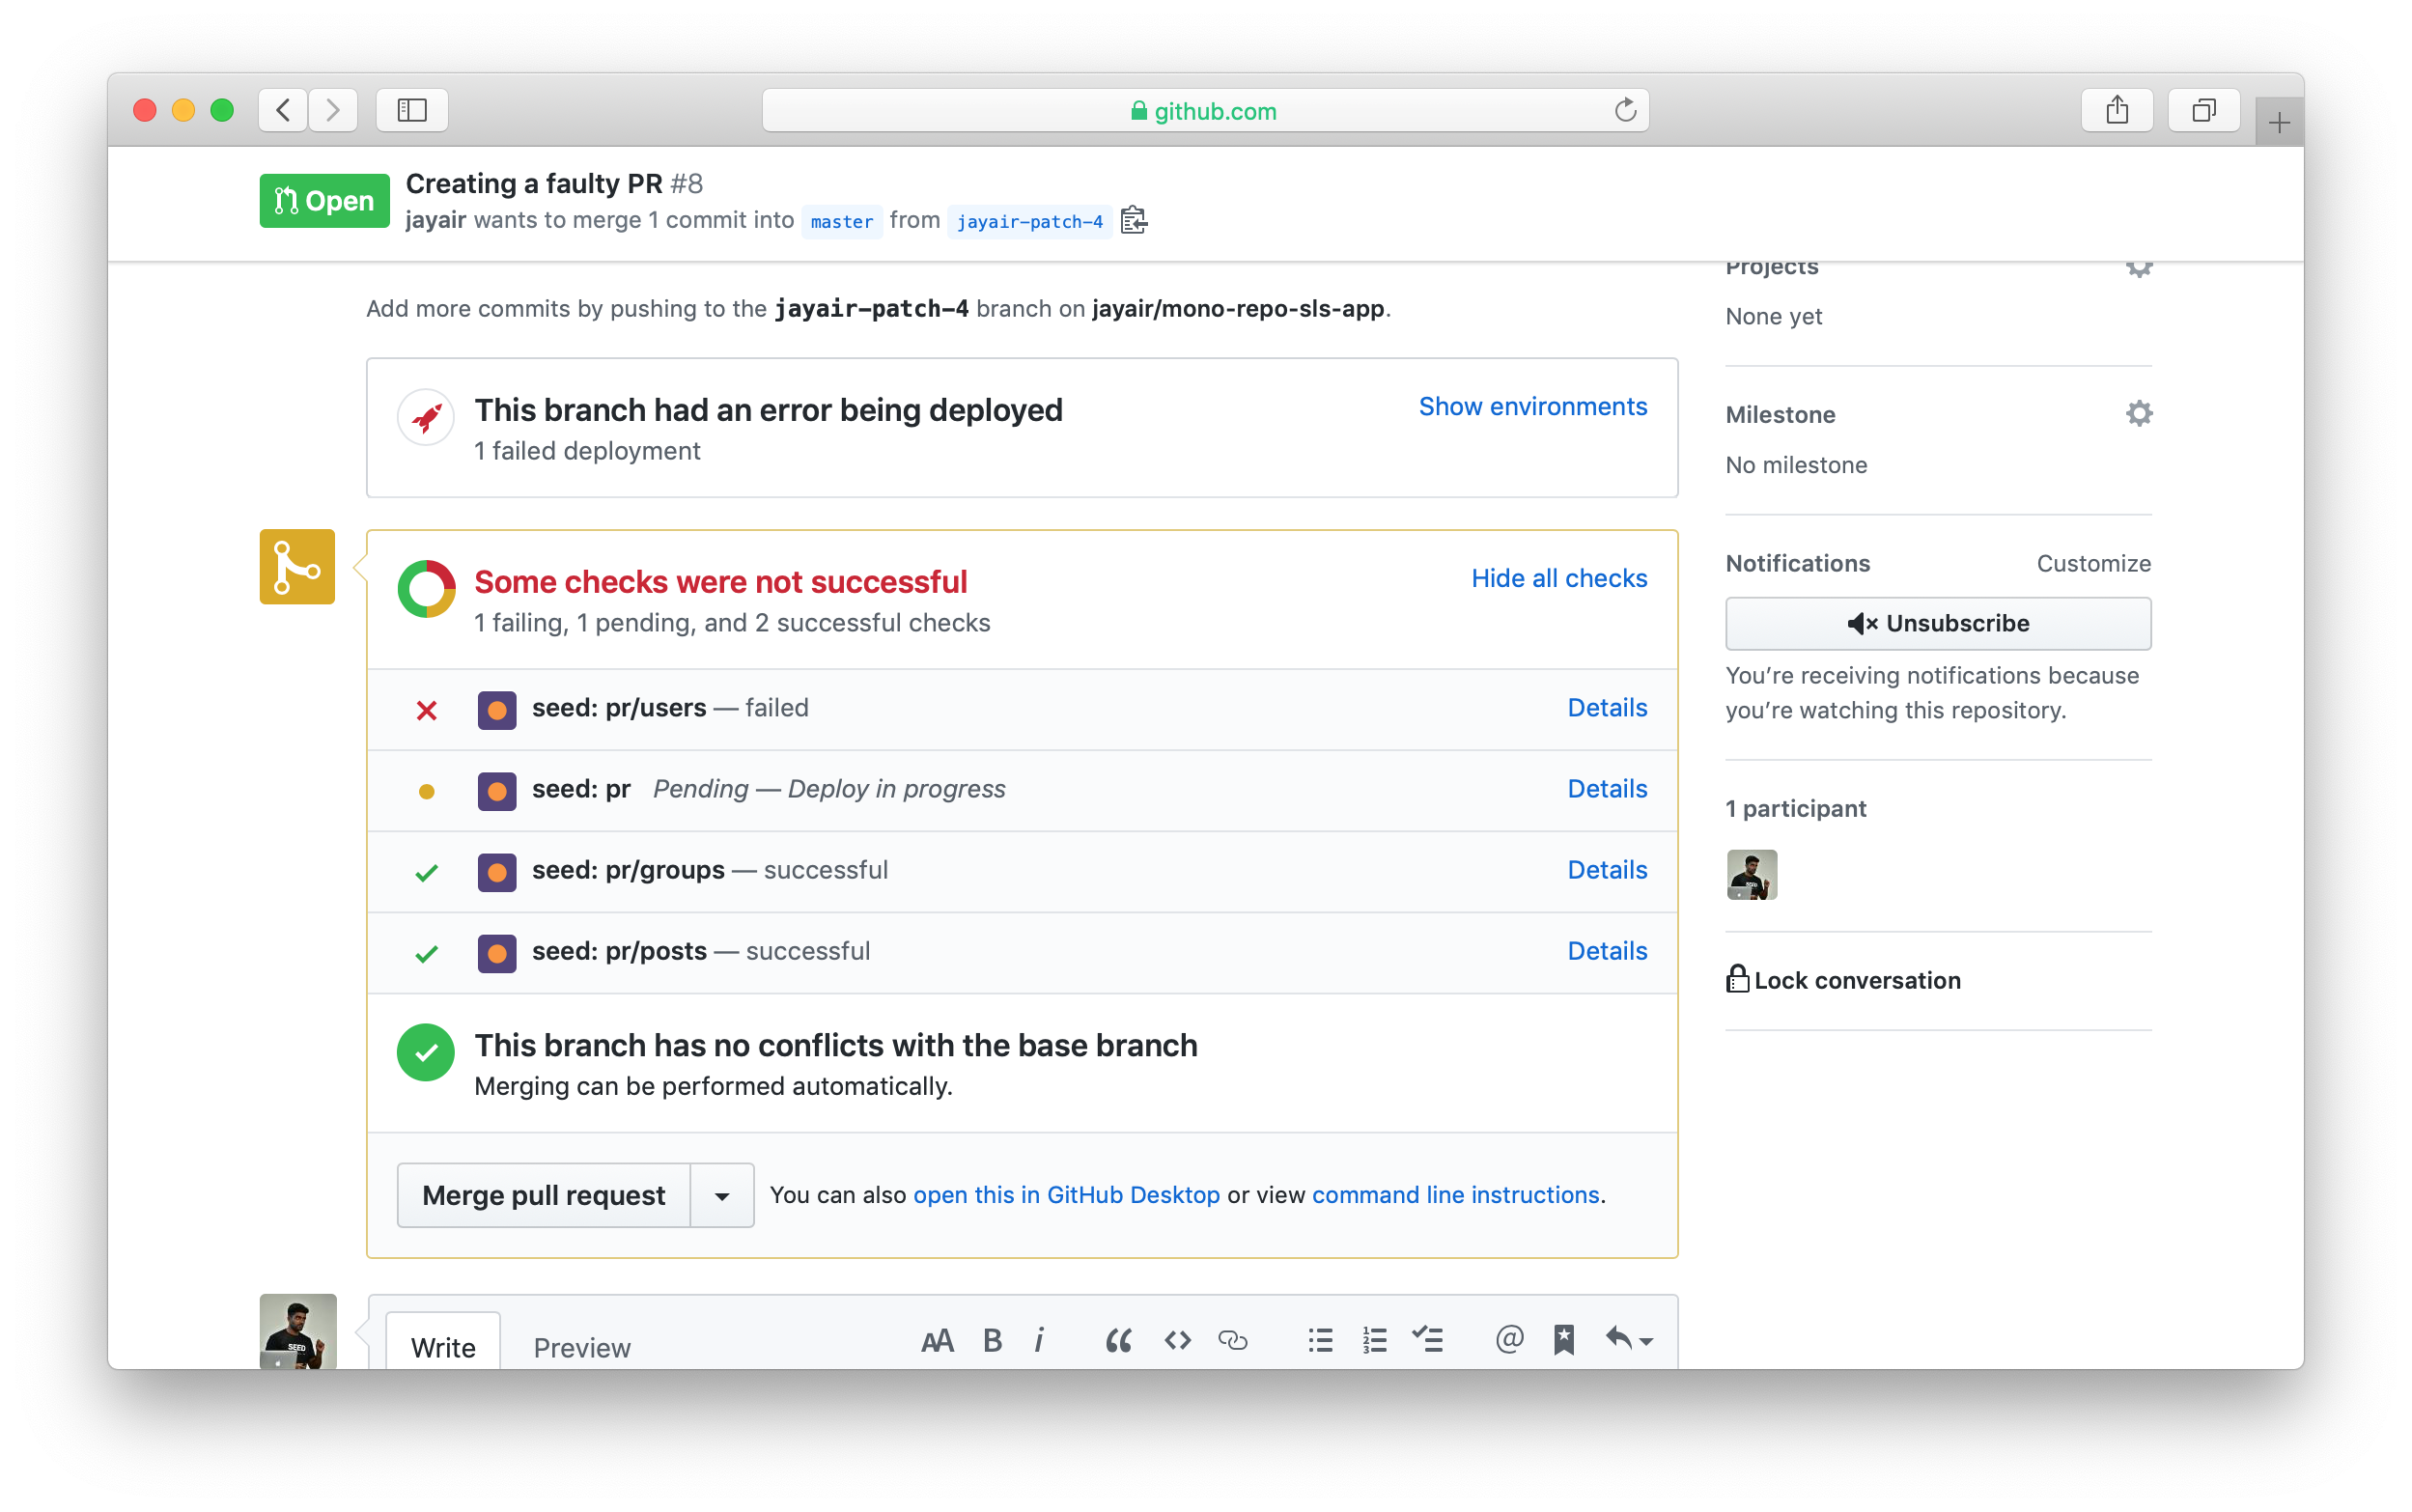 github.com
Open
Creating a faulty PR #8
jayair wants to merge 1 commit into master from jayair-patch-4
Add more commits by pushing to the jayair-patch-4 branch on jayair/mono-repo-sls-app.
This branch had an error being deployed
Show environments
1 failed deployment
Some checks were not successful
Hide all checks
1 failing, 1 pending, and 2 successful checks
seed: pr/users — failed
Details
seed: pr Pending — Deploy in progress
Details
seed: pr/groups — successful
Details
seed: pr/posts — successful
Details
This branch has no conflicts with the base branch
Merging can be performed automatically.
Merge pull request
You can also open this in GitHub Desktop or view command line instructions.
Write
Preview
AA B i
Projects
None yet
Milestone
No milestone
Notifications
Customize
Unsubscribe
You’re receiving notifications because
you’re watching this repository.
1 participant
Lock conversation
SEED